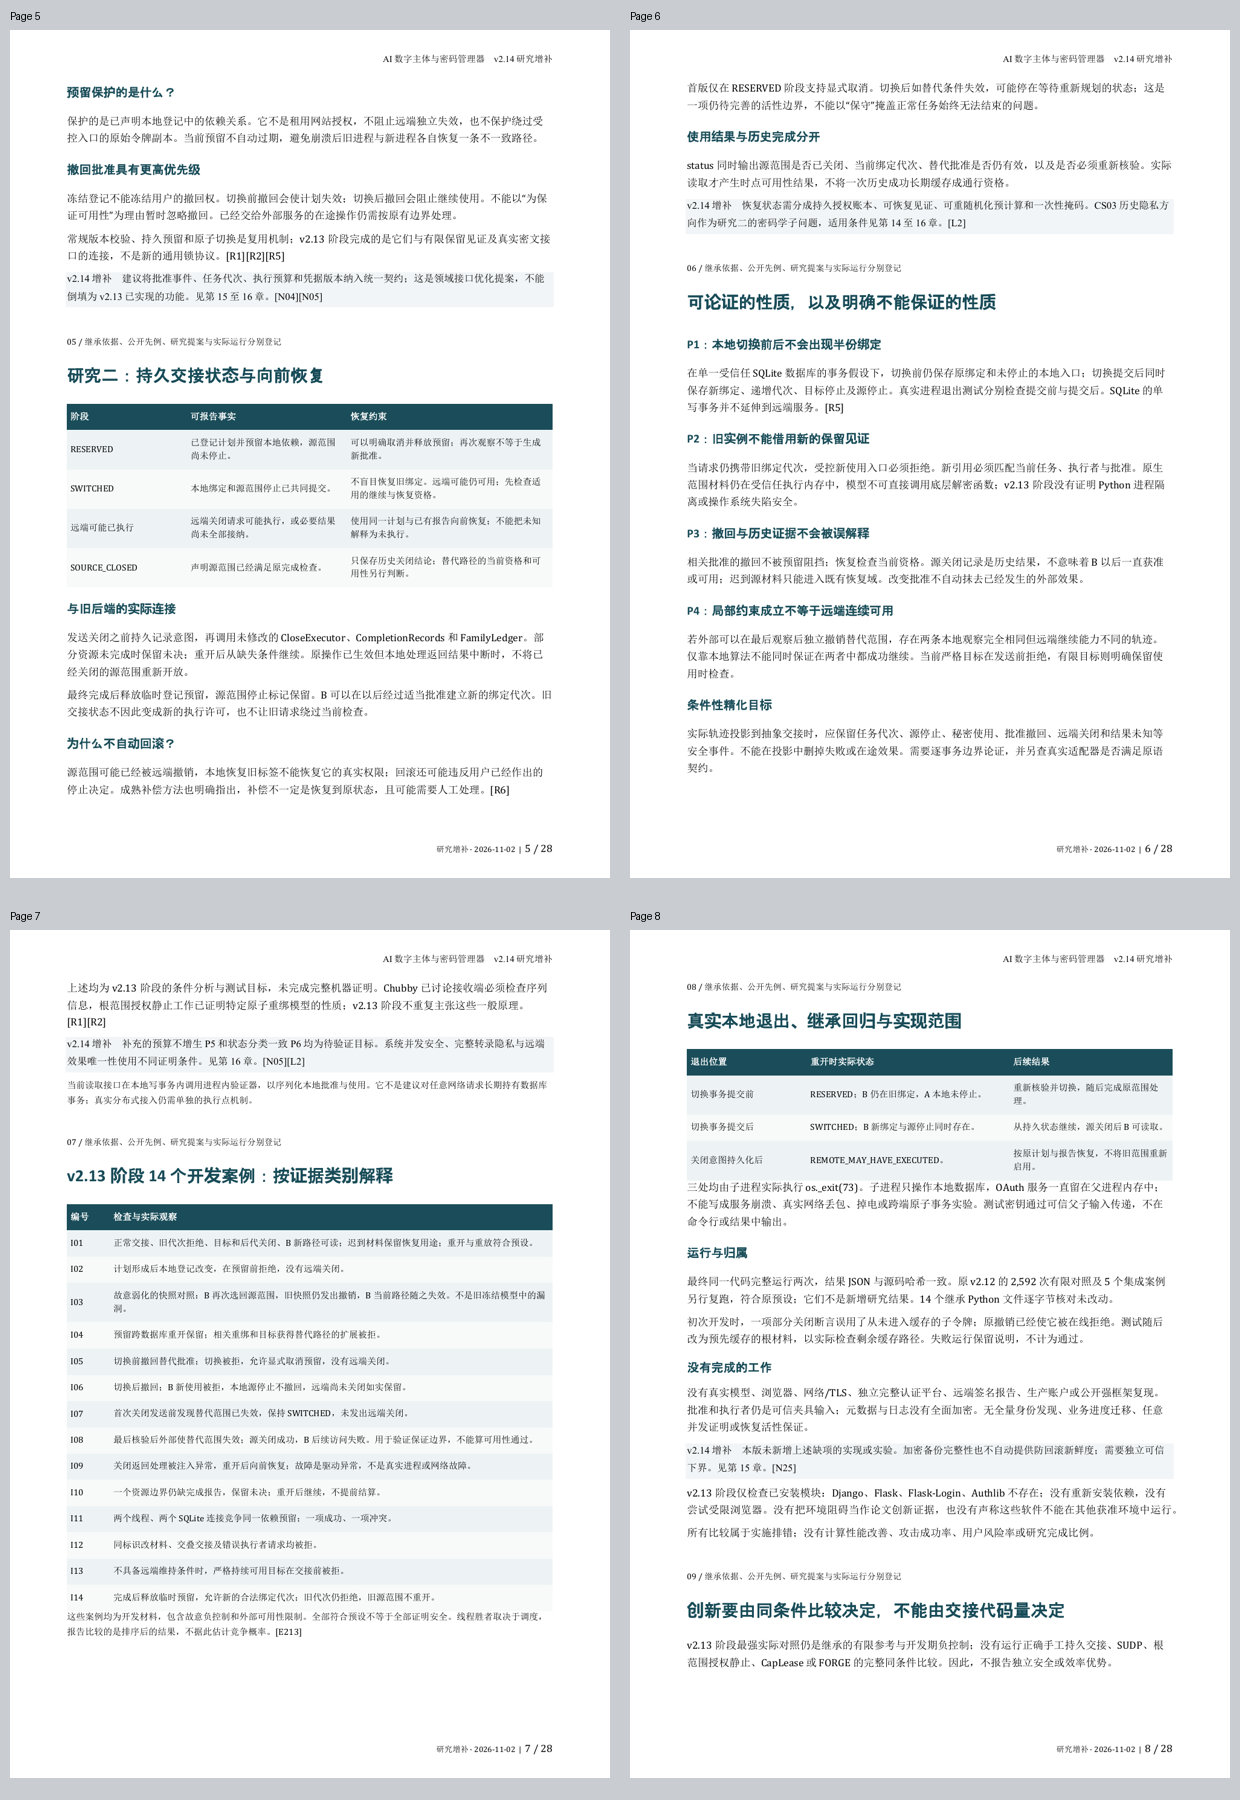 Page 5
AI 数字主体与密码管理器 v2.14 研究增补
预留保护的是什么？
保护的是已声明本地登记中的依赖关系。它不是租用网站授权，不阻止远端独立失效，也不保护绕过受
控入口的原始令牌副本。当前预留不自动过期，避免崩溃后旧进程与新进程各自恢复一条不一致路径。
撤回批准具有更高优先级
冻结登记不能冻结用户的撤回权。切换前撤回会使计划失效；切换后撤回会阻止继续使用。不能以“为保
证可用性”为理由暂时忽略撤回。已经交给外部服务的在途操作仍需按原有边界处理。
常规版本校验、持久预留和原子切换是复用机制；v2.13 阶段完成的是它们与有限保留见证及真实密文接
口的连接，不是新的通用锁协议。[R1][R2][R5]
v2.14 增补 建议将批准事件、任务代次、执行预算和凭据版本纳入统一契约；这是领域接口优化提案，不能
倒填为 v2.13 已实现的功能。见第 15 至 16 章。[N04][N05]
05 / 继承依据、公开先例、研究提案与实际运行分别登记
研究二：持久交接状态与向前恢复
阶段 可报告事实 恢复约束
RESERVED 已登记计划并预留本地依赖，源范围尚未停止。 可以明确取消并释放预留；再次观察不等于生成新批准。
SWITCHED 本地绑定和源范围停止已共同提交。 不盲目恢复旧绑定。远端可能仍可用；先检查适用的继续与恢复资格。
远端可能已执行 远端关闭请求可能执行，或必要结果尚未全部接纳。 使用同一计划与已有报告向前恢复；不能把未知解释为未执行。
SOURCE_CLOSED 声明源范围已经满足原完成检查。 只保存历史关闭结论；替代路径的当前资格和可用性另行判断。
与旧后端的实际连接
发送关闭之前持久记录意图，再调用未修改的 CloseExecutor、CompletionRecords 和 FamilyLedger。部
分资源未完成时保留未决；重开后从缺失条件继续。原操作已生效但本地处理返回结果中断时，不将已
经关闭的源范围重新开放。
最终完成后释放临时登记预留，源范围停止标记保留。B 可以在以后经过适当批准建立新的绑定代次。旧
交接状态不因此变成新的执行许可，也不让旧请求绕过当前检查。
为什么不自动回滚？
源范围可能已经被远端撤销，本地恢复旧标签不能恢复它的真实权限；回滚还可能违反用户已经作出的
停止决定。成熟补偿方法也明确指出，补偿不一定是恢复到原状态，且可能需要人工处理。[R6]
研究增补 · 2026-11-02 | 5 / 28
Page 6
AI 数字主体与密码管理器 v2.14 研究增补
首版仅在 RESERVED 阶段支持显式取消。切换后如替代条件失效，可能停在等待重新规划的状态；这是
一项仍待完善的活性边界，不能以“保守”掩盖正常任务始终无法结束的问题。
使用结果与历史完成分开
status 同时输出源范围是否已关闭、当前绑定代次、替代批准是否仍有效，以及是否必须重新核验。实际
读取才产生时点可用性结果，不将一次历史成功长期缓存成通行资格。
v2.14 增补 恢复状态需分成持久授权账本、可恢复见证、可重随机化预计算和一次性掩码。CS03 历史隐私方
向作为研究二的密码学子问题，适用条件见第 14 至 16 章。[L2]
06 / 继承依据、公开先例、研究提案与实际运行分别登记
可论证的性质，以及明确不能保证的性质
P1：本地切换前后不会出现半份绑定
在单一受信任 SQLite 数据库的事务假设下，切换前仍保存原绑定和未停止的本地入口；切换提交后同时
保存新绑定、递增代次、目标停止及源停止。真实进程退出测试分别检查提交前与提交后。SQLite 的单
写事务并不延伸到远端服务。[R5]
P2：旧实例不能借用新的保留见证
当请求仍携带旧绑定代次，受控新使用入口必须拒绝。新引用必须匹配当前任务、执行者与批准。原生
范围材料仍在受信任执行内存中，模型不可直接调用底层解密函数；v2.13 阶段没有证明 Python 进程隔
离或操作系统失陷安全。
P3：撤回与历史证据不会被误解释
相关批准的撤回不被预留阻挡；恢复检查当前资格。源关闭记录是历史结果，不意味着 B 以后一直获准
或可用；迟到源材料只能进入既有恢复域。改变批准不自动抹去已经发生的外部效果。
P4：局部约束成立不等于远端连续可用
若外部可以在最后观察后独立撤销替代范围，存在两条本地观察完全相同但远端继续能力不同的轨迹。
仅靠本地算法不能同时保证在两者中都成功继续。当前严格目标在发送前拒绝，有限目标则明确保留使
用时检查。
条件性精化目标
实际轨迹投影到抽象交接时，应保留任务代次、源停止、秘密使用、批准撤回、远端关闭和结果未知等
安全事件。不能在投影中删掉失败或在途效果。需要逐事务边界论证，并另查真实适配器是否满足原语
契约。
研究增补 · 2026-11-02 | 6 / 28
Page 7
AI 数字主体与密码管理器 v2.14 研究增补
上述均为 v2.13 阶段的条件分析与测试目标，未完成完整机器证明。Chubby 已讨论接收端必须检查序列
信息，根范围授权静止工作已证明特定原子重绑模型的性质；v2.13 阶段不重复主张这些一般原理。
[R1][R2]
v2.14 增补 补充的预算不增生 P5 和状态分类一致 P6 均为待验证目标。系统并发安全、完整转录隐私与远端
效果唯一性使用不同证明条件。见第 16 章。[N05][L2]
当前读取接口在本地写事务内调用进程内验证器，以序列化本地批准与使用。它不是建议对任意网络请求长期持有数据库
事务；真实分布式接入仍需单独的执行点机制。
07 / 继承依据、公开先例、研究提案与实际运行分别登记
v2.13 阶段 14 个开发案例：按证据类别解释
编号 检查与实际观察
I01 正常交接、旧代次拒绝、目标和后代关闭、B 新路径可读；迟到材料保留恢复用途；重开与重放符合预设。
I02 计划形成后本地登记改变，在预留前拒绝，没有远端关闭。
I03 故意弱化的快照对照：B 再次选回源范围，旧快照仍发出撤销，B 当前路径随之失效。不是旧冻结模型中的漏洞。
I04 预留跨数据库重开保留；相关重绑和目标获得替代路径的扩展被拒。
I05 切换前撤回替代批准；切换被拒，允许显式取消预留，没有远端关闭。
I06 切换后撤回；B 新使用被拒，本地源停止不撤回，远端尚未关闭如实保留。
I07 首次关闭发送前发现替代范围已失效，保持 SWITCHED，未发出远端关闭。
I08 最后核验后外部使替代范围失效；源关闭成功，B 后续访问失败。用于验证保证边界，不能算可用性通过。
I09 关闭返回处理被注入异常，重开后向前恢复；故障是驱动异常，不是真实进程或网络故障。
I10 一个资源边界仍缺完成报告，保留未决；重开后继续，不提前结算。
I11 两个线程、两个 SQLite 连接竞争同一依赖预留；一项成功、一项冲突。
I12 同标识改材料、交叠交接及错误执行者请求均被拒。
I13 不具备远端维持条件时，严格持续可用目标在交接前被拒。
I14 完成后释放临时预留，允许新的合法绑定代次；旧代次仍拒绝，旧源范围不重开。
这些案例均为开发材料，包含故意负控制和外部可用性限制。全部符合预设不等于全部证明安全。线程胜者取决于调度，
报告比较的是排序后的结果，不据此估计竞争概率。[E213]
研究增补 · 2026-11-02 | 7 / 28
Page 8
AI 数字主体与密码管理器 v2.14 研究增补
08 / 继承依据、公开先例、研究提案与实际运行分别登记
真实本地退出、继承回归与实现范围
退出位置 重开时实际状态 后续结果
切换事务提交前 RESERVED；B 仍在旧绑定，A 本地未停止。 重新核验并切换，随后完成原范围处理。
切换事务提交后 SWITCHED；B 新绑定与源停止同时存在。 从持久状态继续，源关闭后 B 可读取。
关闭意图持久化后 REMOTE_MAY_HAVE_EXECUTED。 按原计划与报告恢复，不将旧范围重新启用。
三处均由子进程实际执行 os._exit(73)。子进程只操作本地数据库，OAuth 服务一直留在父进程内存中；
不能写成服务崩溃、真实网络丢包、掉电或跨端原子事务实验。测试密钥通过可信父子输入传递，不在
命令行或结果中输出。
运行与归属
最终同一代码完整运行两次，结果 JSON 与源码哈希一致。原 v2.12 的 2,592 次有限对照及 5 个集成案例
另行复跑，符合原预设；它们不是新增研究结果。14 个继承 Python 文件逐字节核对未改动。
初次开发时，一项部分关闭断言误用了从未进入缓存的子令牌；原撤销已经使它被在线拒绝。测试随后
改为预先缓存的根材料，以实际检查剩余缓存路径。失败运行保留说明，不计为通过。
没有完成的工作
没有真实模型、浏览器、网络/TLS、独立完整认证平台、远端签名报告、生产账户或公开强框架复现。
批准和执行者仍是可信夹具输入；元数据与日志没有全面加密。无全量身份发现、业务进度迁移、任意
并发证明或恢复活性保证。
v2.14 增补 本版未新增上述缺项的实现或实验。加密备份完整性也不自动提供防回滚新鲜度；需要独立可信
下界。见第 15 章。[N25]
v2.13 阶段仅检查已安装模块：Django、Flask、Flask-Login、Authlib 不存在；没有重新安装依赖，没有
尝试受限浏览器。没有把环境阻碍当作论文创新证据，也没有声称这些软件不能在其他获准环境中运行。
所有比较属于实施排错；没有计算性能改善、攻击成功率、用户风险率或研究完成比例。
09 / 继承依据、公开先例、研究提案与实际运行分别登记
创新要由同条件比较决定，不能由交接代码量决定
v2.13 阶段最强实际对照仍是继承的有限参考与开发期负控制；没有运行正确手工持久交接、SUDP、根
范围授权静止、CapLease 或 FORGE 的完整同条件比较。因此，不报告独立安全或效率优势。
研究增补 · 2026-11-02 | 8 / 28